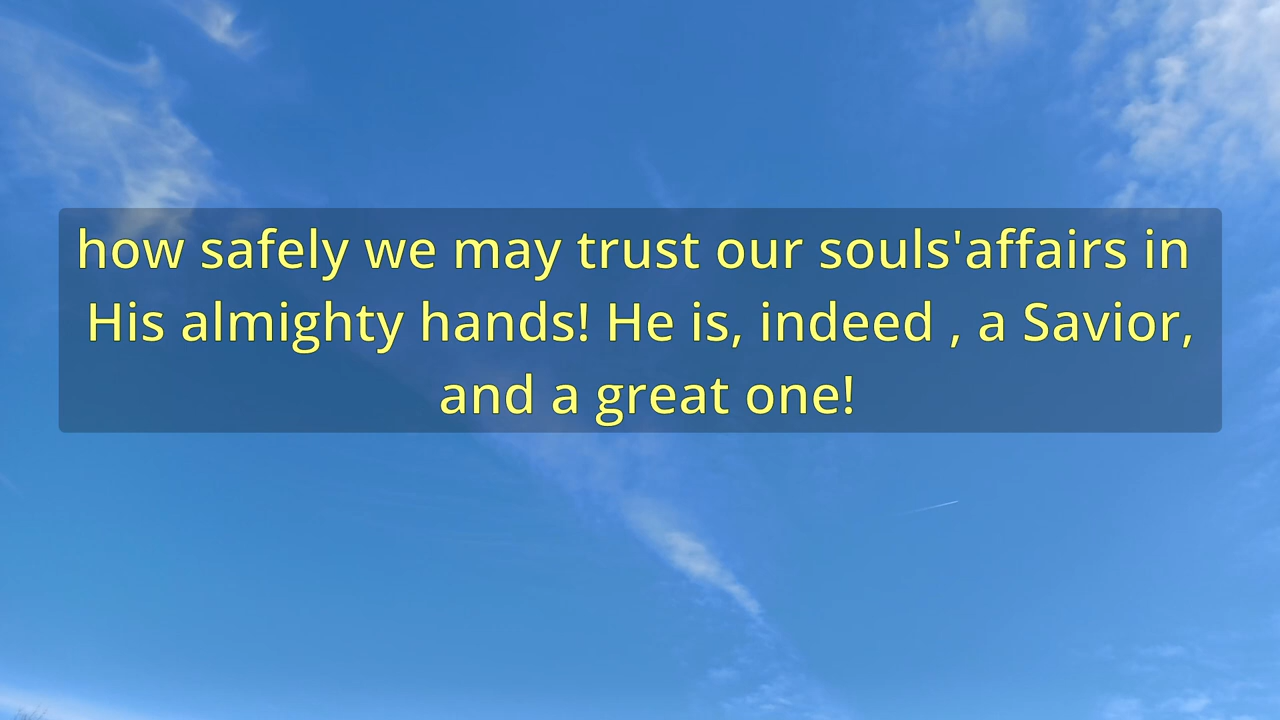 how safely we may trust our souls'affairs in
His almighty hands! He is, indeed , a Savior,
and a great one!